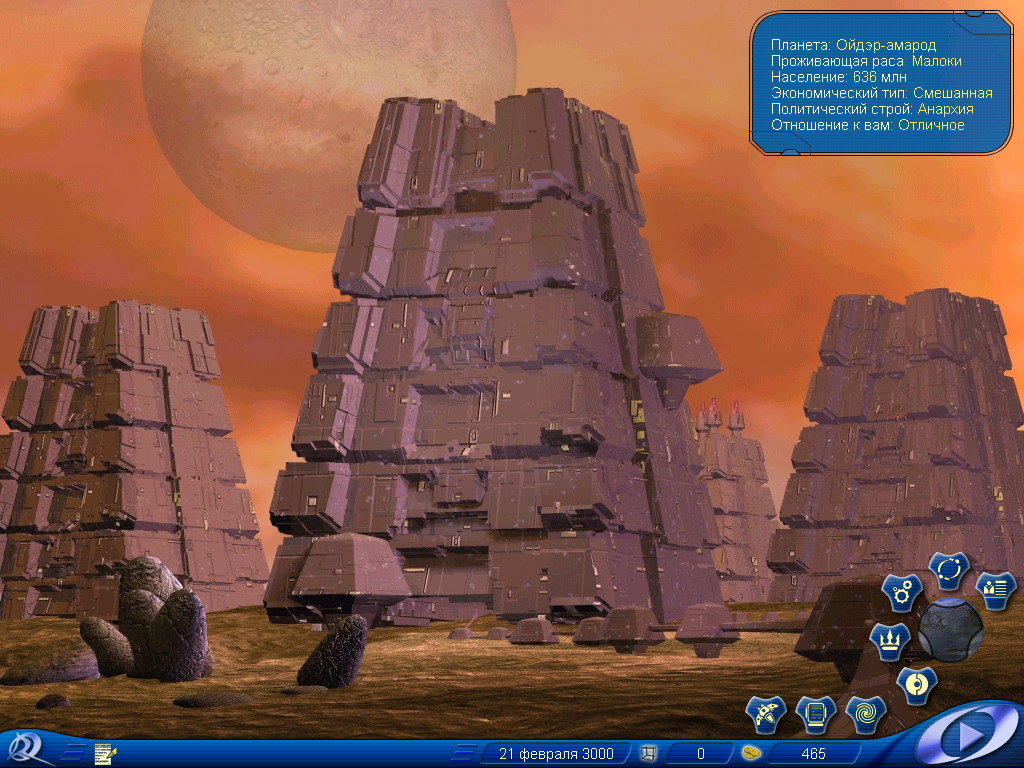 Планета: Ойдэр-амарод
Проживающая раса: Малоки
Население: 636 млн
Экономический тип: Смешанная
Политический строй: Анархия
Отношение к вам: Отличное
21 февраля 3000
0
465